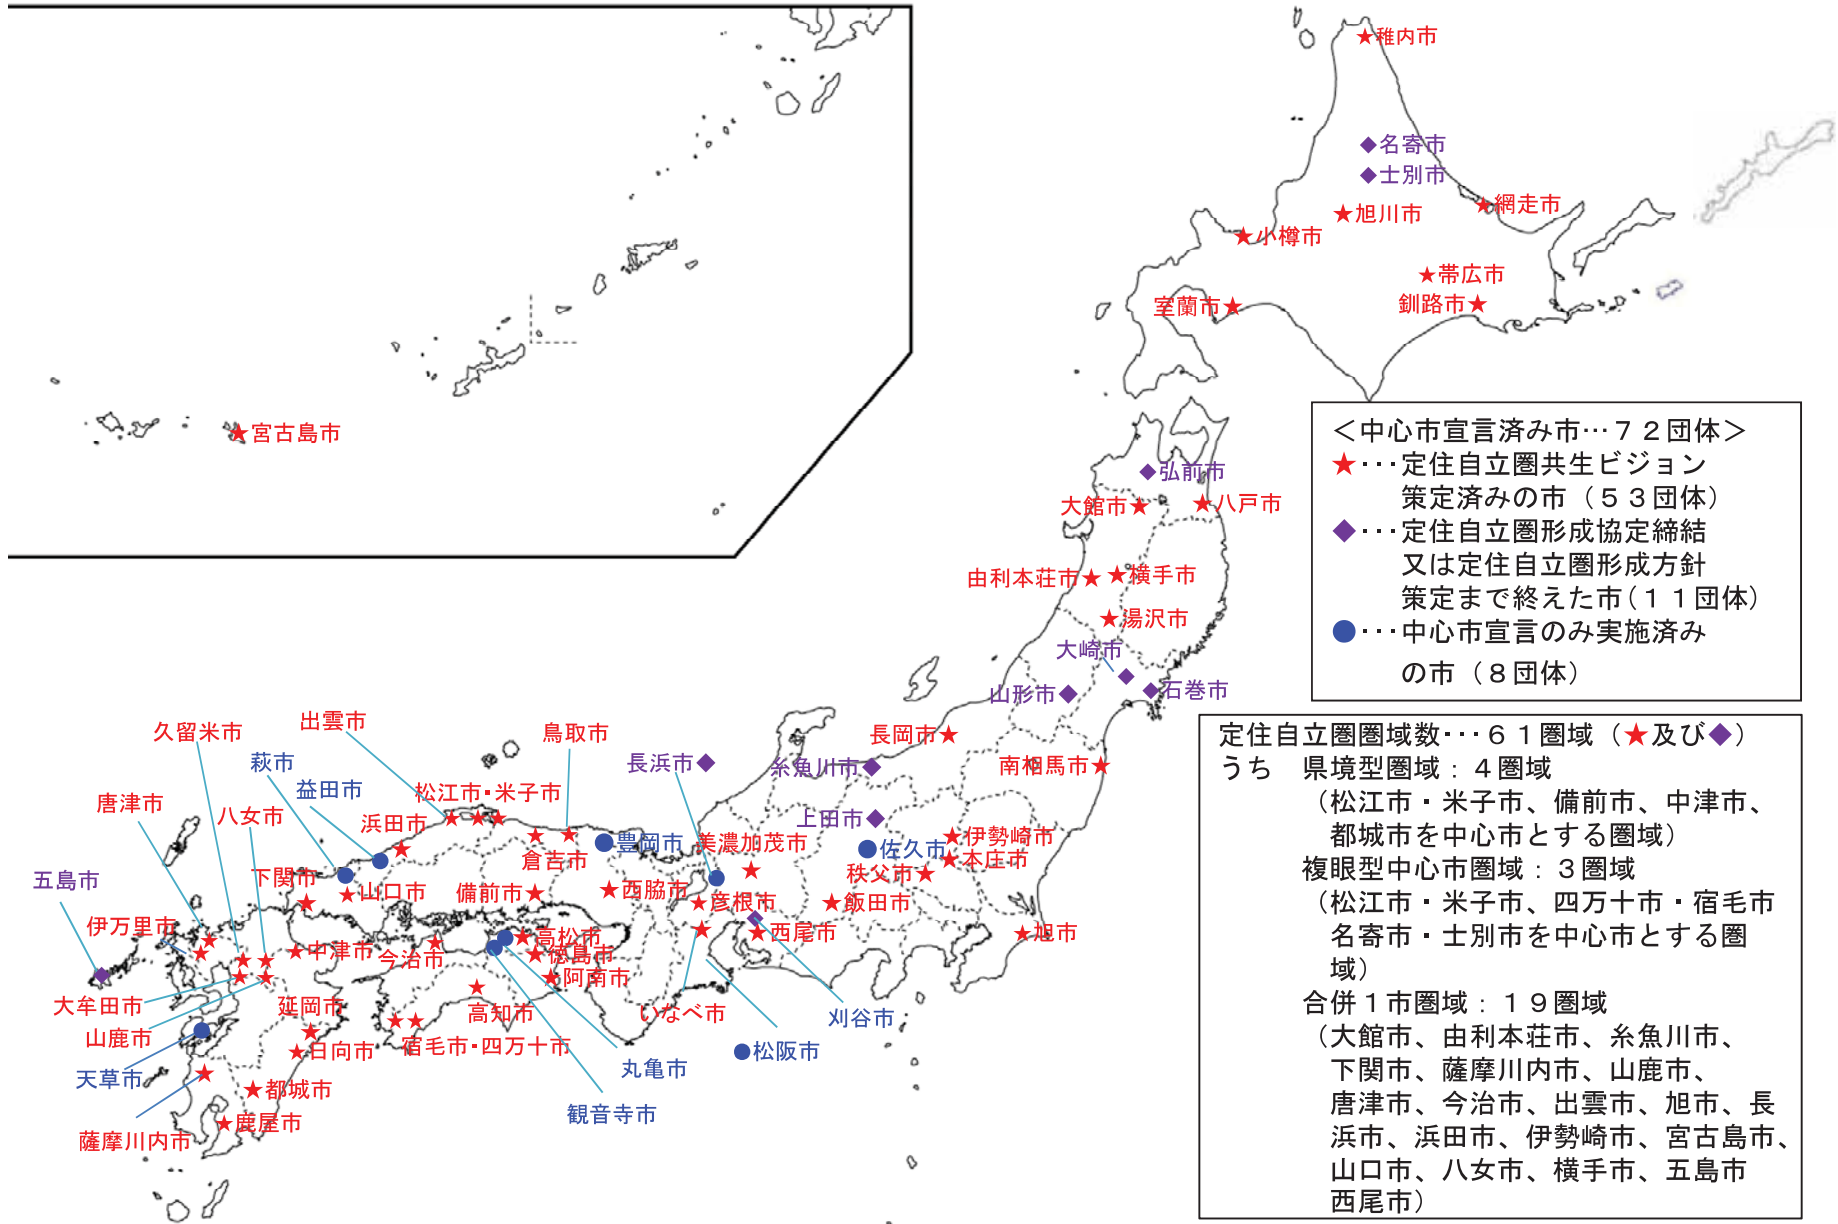 稚内市
名寄市
士別市
網走市
旭川市
小樽市
帯広市
釧路市
室蘭市
宮古島市
＜中心市宣言済み市…７２団体＞
★…定住自立圏共生ビジョン
策定済みの市（５３団体）
◆…定住自立圏形成協定締結
又は定住自立圏形成方針
策定まで終えた市（１１団体）
●…中心市宣言のみ実施済み
の市（８団体）
弘前市
大館市
八戸市
由利本荘市
横手市
湯沢市
大崎市
山形市
石巻市
長岡市
南相馬市
糸魚川市
長浜市
上田市
伊勢崎市
佐久市
本庄市
秩父市
美濃加茂市
飯田市
旭市
彦根市
西尾市
いなべ市
刈谷市
松阪市
久留米市
出雲市
鳥取市
萩市
益田市
唐津市
八女市
松江市・米子市
浜田市
倉吉市
豊岡市
五島市
下関市
山口市
備前市
西脇市
伊万里市
中津市
今治市
高松市
徳島市
阿南市
大牟田市
延岡市
高知市
山鹿市
日向市
宿毛市・四万十市
天草市
丸亀市
都城市
観音寺市
鹿屋市
薩摩川内市
定住自立圏圏域数…６１圏域（★及び◆）
うち　県境型圏域：４圏域
（松江市・米子市、備前市、中津市、
都城市を中心市とする圏域）
複眼型中心市圏域：３圏域
（松江市・米子市、四万十市・宿毛市
名寄市・士別市を中心市とする圏
域）
合併１市圏域：１９圏域
（大館市、由利本荘市、糸魚川市、
下関市、薩摩川内市、山鹿市、
唐津市、今治市、出雲市、旭市、長
浜市、浜田市、伊勢崎市、宮古島市、
山口市、八女市、横手市、五島市
西尾市）